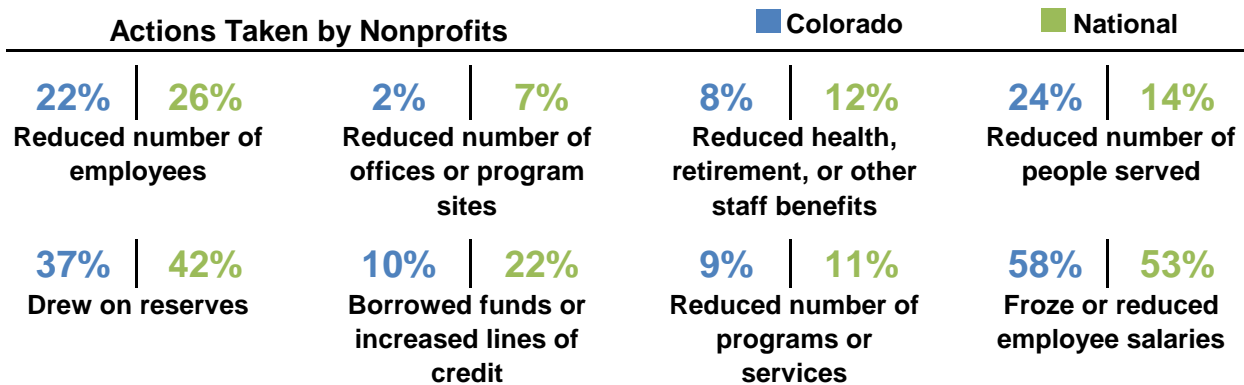 Actions Taken by Nonprofits Colorado National
22% 26% 2% 7% 8% 12% 24% 14%
Reduced number of employees
Reduced number of offices or program sites
Reduced health, retirement, or other staff benefits
Reduced number of people served
37% 42% 10% 22% 9% 11% 58% 53%
Drew on reserves
Borrowed funds or increased lines of credit
Reduced number of programs or services
Froze or reduced employee salaries